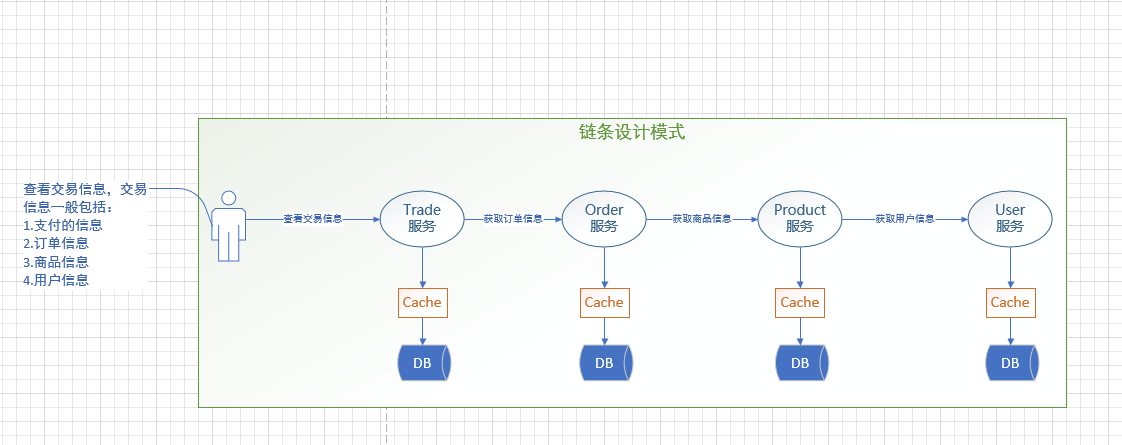 链条设计模式
查看交易信息，交易
信息一般包括：
1.支付的信息
2.订单信息
3.商品信息
4.用户信息
查看交易信息
Trade
服务
获取订单信息
Order
服务
获取商品信息
Product
服务
获取用户信息
User
服务
Cache
Cache
Cache
Cache
DB
DB
DB
DB